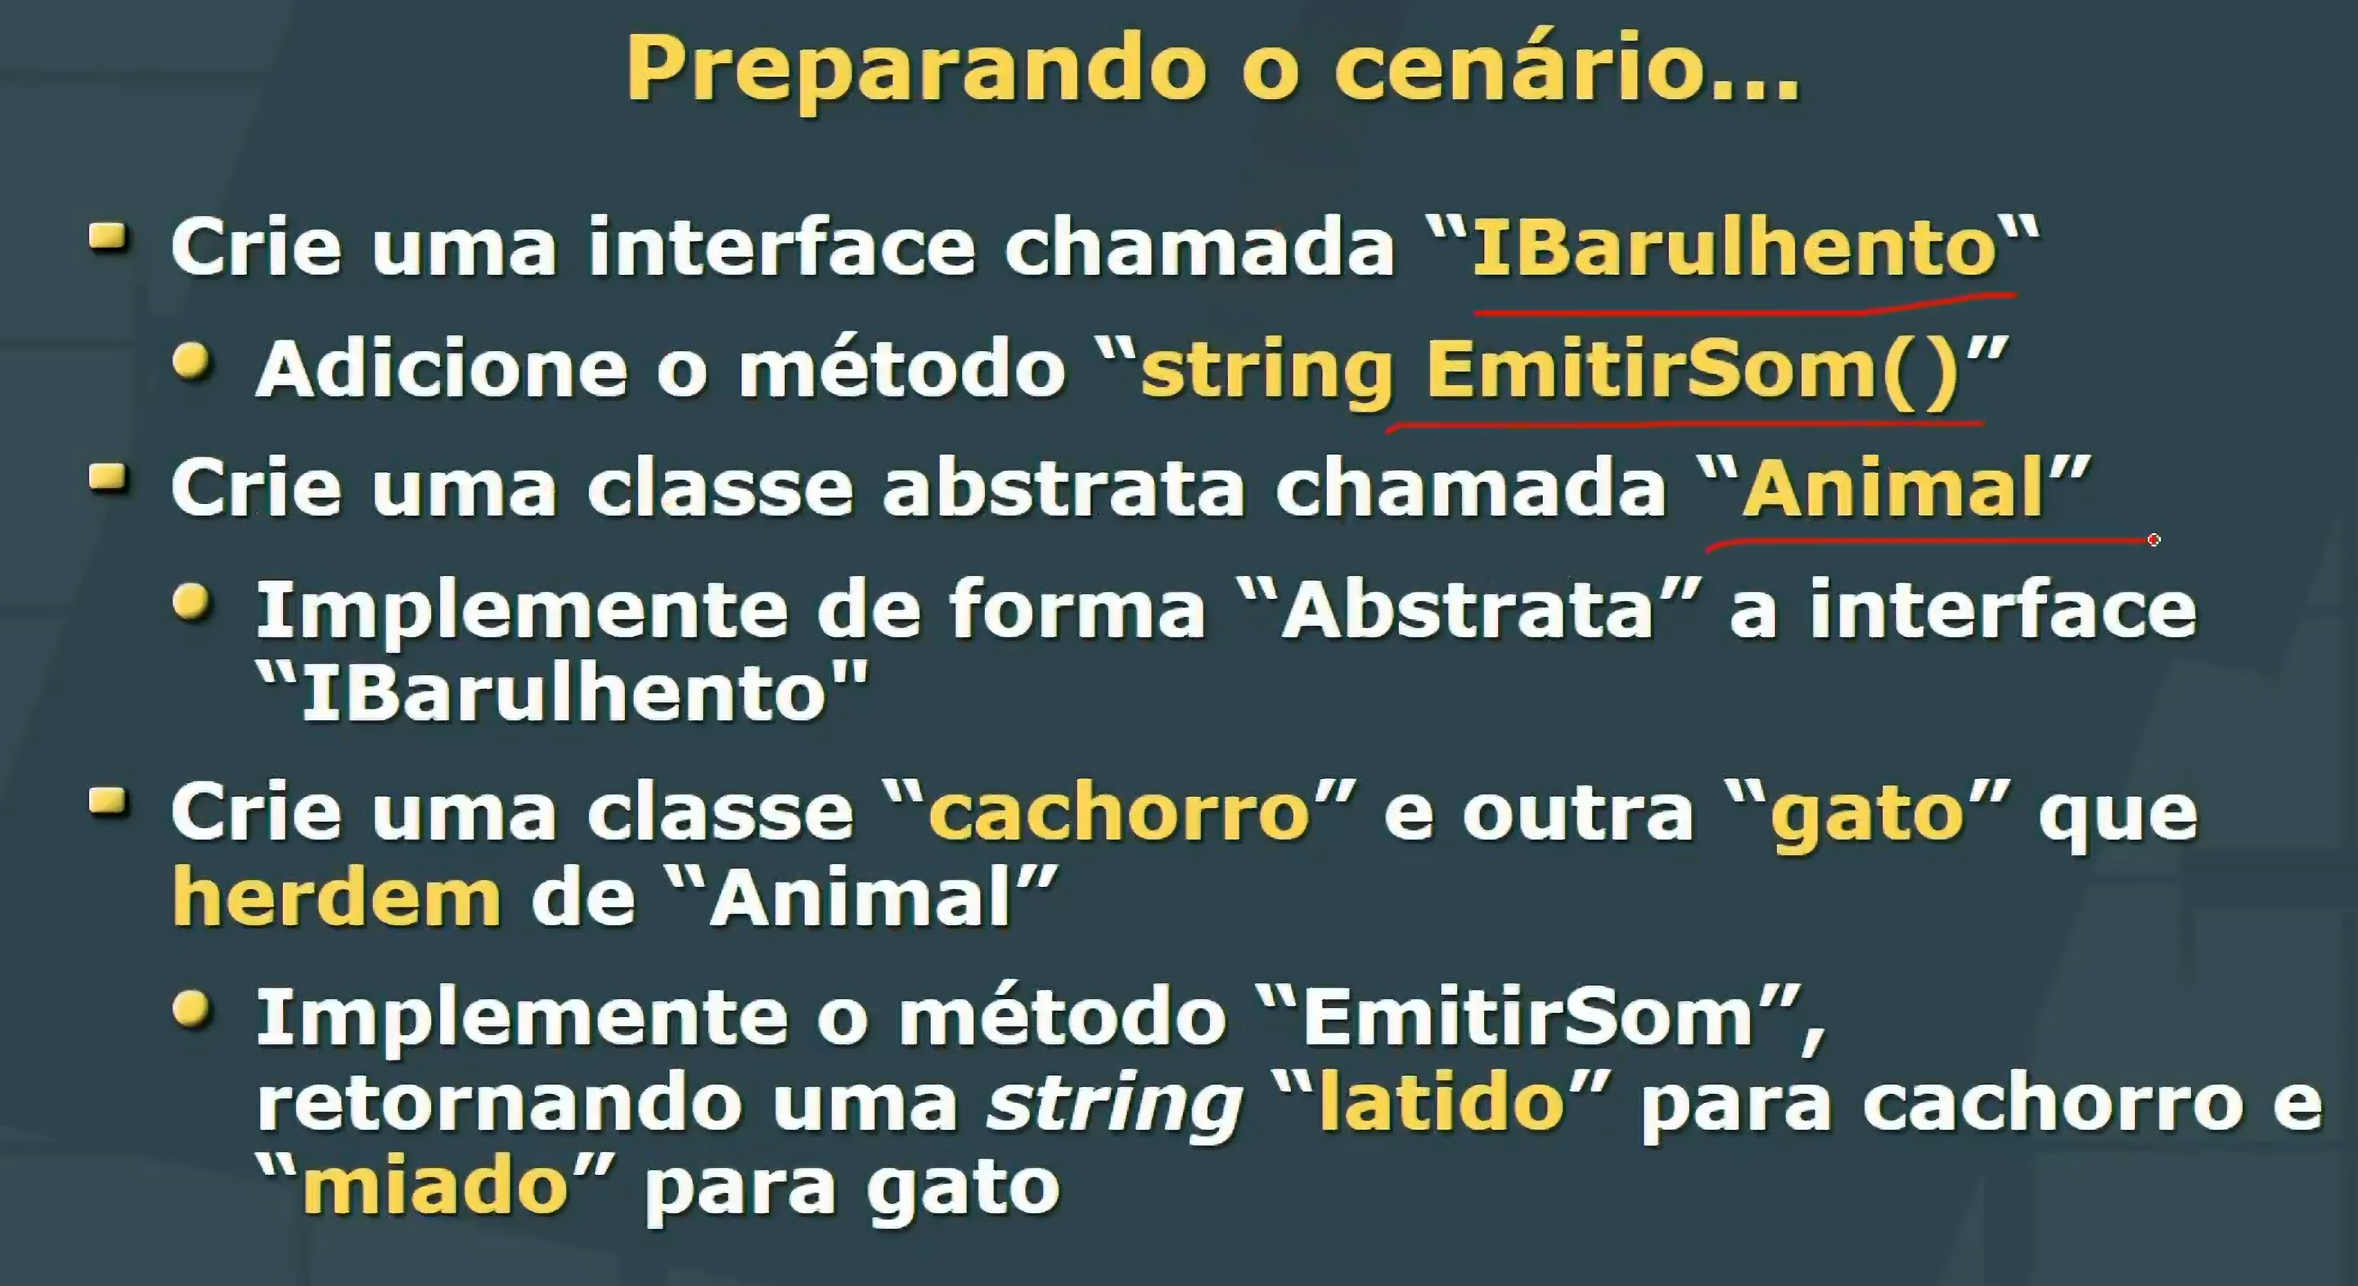 Preparando o cenário...
Crie uma interface chamada “IBarulhento“
Adicione o método “string EmitirSom()”
Crie uma classe abstrata chamada “Animal”
Implemente de forma “Abstrata” a interface
“IBarulhento"
Crie uma classe “cachorro” e outra “gato” que
herdem de “Animal”
Implemente o método “EmitirSom”,
retornando uma string “latido” para cachorro e
“miado” para gato